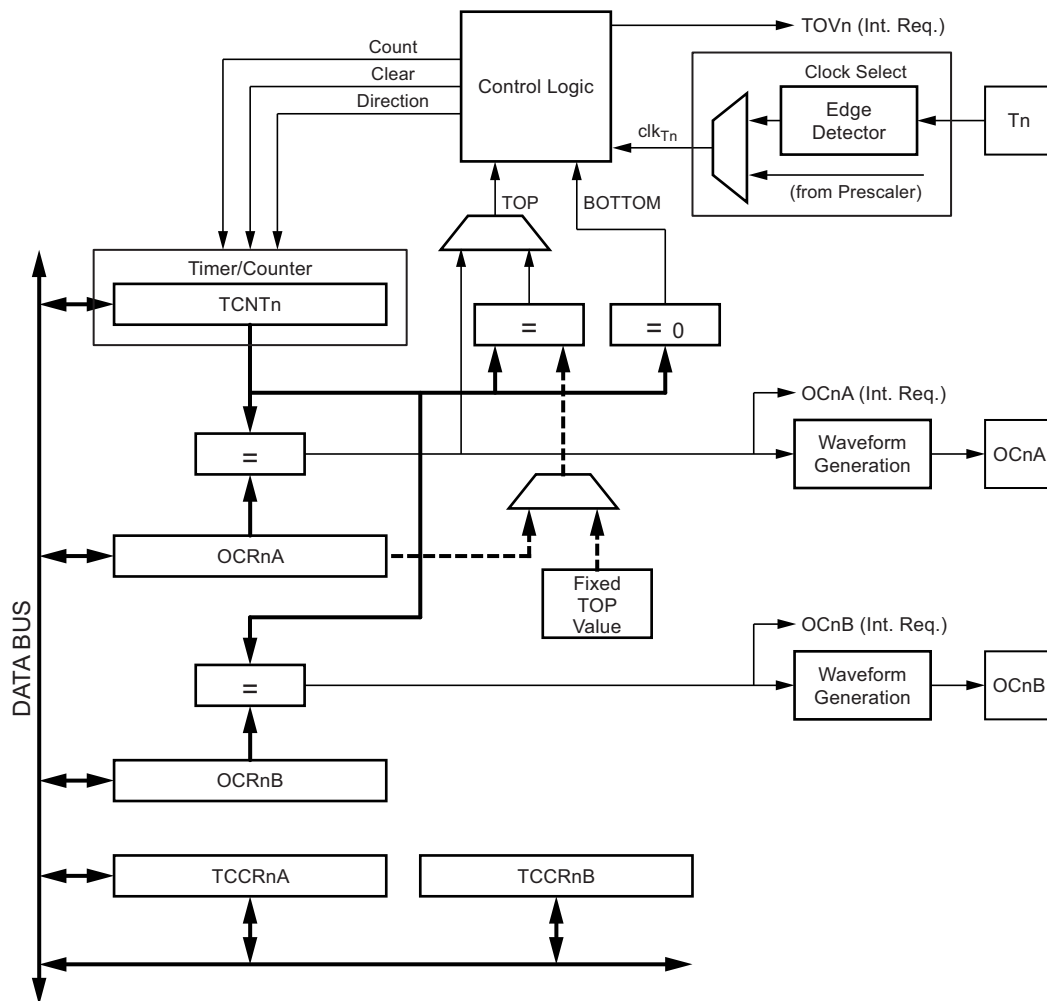 TOVn (Int. Req.)
Count
Clear
Direction
Control Logic
Clock Select
Edge
Detector
Tn
clkTn
(from Prescaler)
TOP
BOTTOM
Timer/Counter
TCNTn
=
= 0
OCnA (Int. Req.)
=
Waveform
Generation
OCnA
OCRnA
Fixed
TOP
Value
DATA BUS
OCnB (Int. Req.)
=
Waveform
Generation
OCnB
OCRnB
TCCRnA
TCCRnB